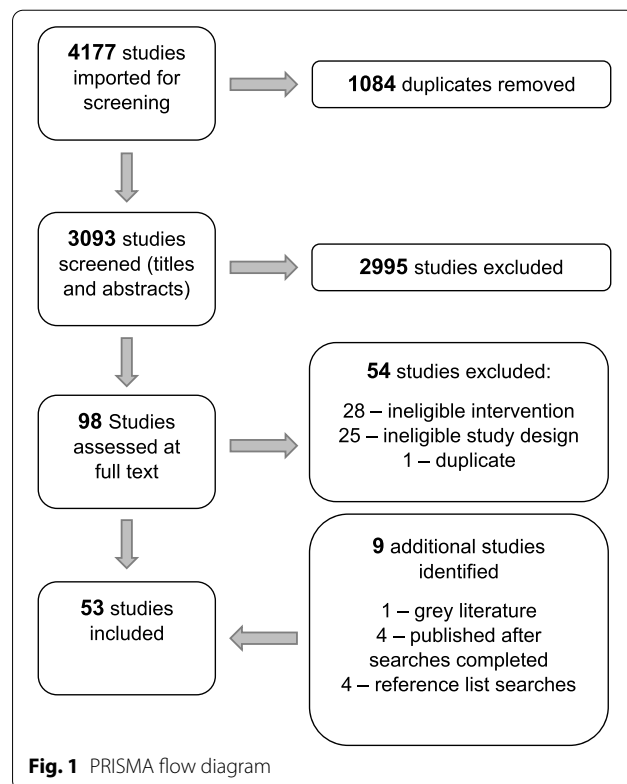 4177 studies
imported for
screening
1084 duplicates removed
3093 studies
screened (titles
and abstracts)
2995 studies excluded
98 Studies
assessed at
full text
54 studies excluded:
28 – ineligible intervention
25 – ineligible study design
1 – duplicate
53 studies
included
9 additional studies
identified
1 – grey literature
4 – published after
searches completed
4 – reference list searches
Fig. 1 PRISMA flow diagram